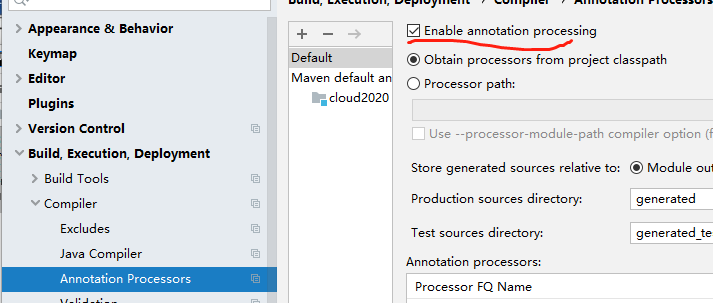 Build, Execution, Deployment › Compiler › Annotation Processors
Appearance & Behavior
Keymap
Editor
Plugins
Version Control
Build, Execution, Deployment
Build Tools
Compiler
Excludes
Java Compiler
Annotation Processors
Validation
Default
Maven default an
cloud2020
Enable annotation processing
Obtain processors from project classpath
Processor path:
Use --processor-module-path compiler option (f
Store generated sources relative to:
Module out
Production sources directory:
generated
Test sources directory:
generated_te
Annotation processors:
Processor FQ Name